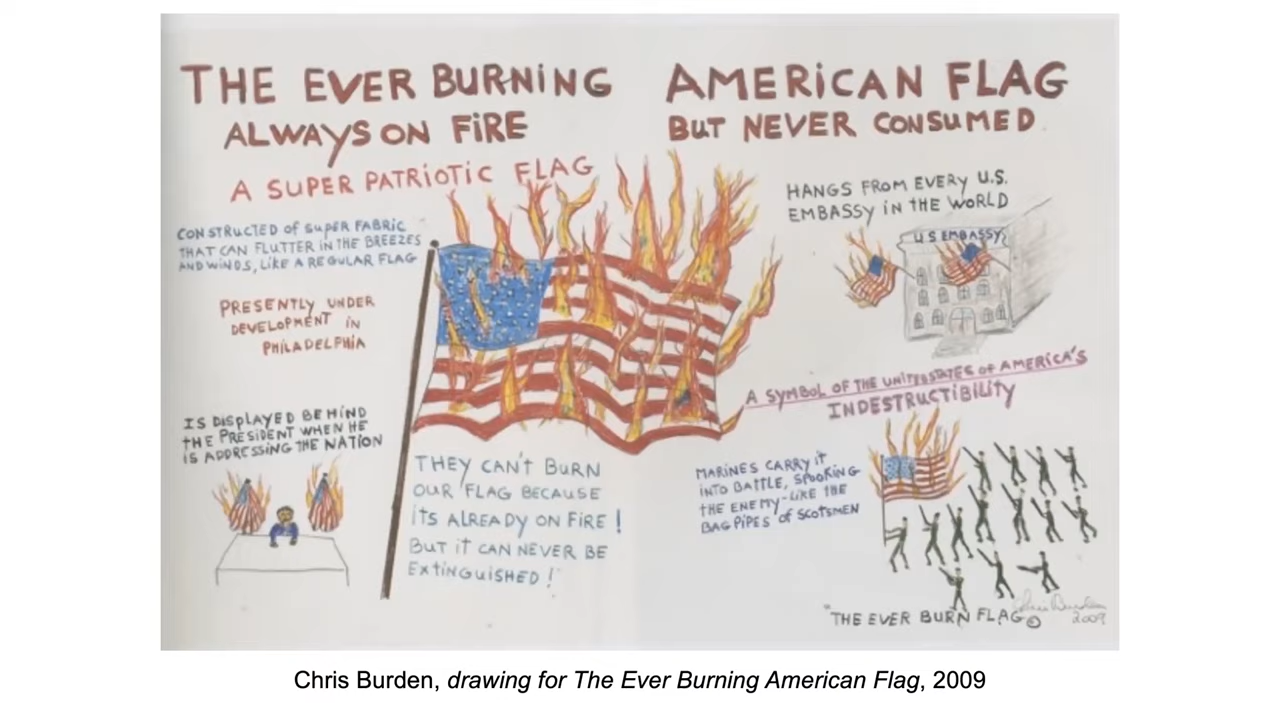 THE EVER BURNING AMERICAN FLAG
ALWAYS ON FIRE BUT NEVER CONSUMED
A SUPER PATRIOTIC FLAG
CONSTRUCTED of SUPER FABRIC
THAT CAN FLUTTER IN THE BREEZES
AND WINDS, LIKE A REGULAR FLAG
PRESENTLY UNDER
DEVELOPMENT IN
PHILADELPHIA
IS DISPLAYED BEHIND
THE PRESIDENT WHEN HE
IS ADDRESSING THE NATION
THEY CAN'T BURN
OUR FLAG BECAUSE
ITS ALREADY ON FIRE!
BUT IT CAN NEVER BE
EXTINGUISHED!
HANGS FROM EVERY U.S.
EMBASSY IN THE WORLD
U S EMBASSY
A SYMBOL OF THE UNITED STATES of AMERICA'S
INDESTRUCTIBILITY
MARINES CARRY IT
INTO BATTLE, SPOOKING
THE ENEMY-LIKE THE
BAGPIPES of SCOTSMEN
"THE EVER BURN FLAG©
Chris Burden
2009
Chris Burden, drawing for The Ever Burning American Flag, 2009